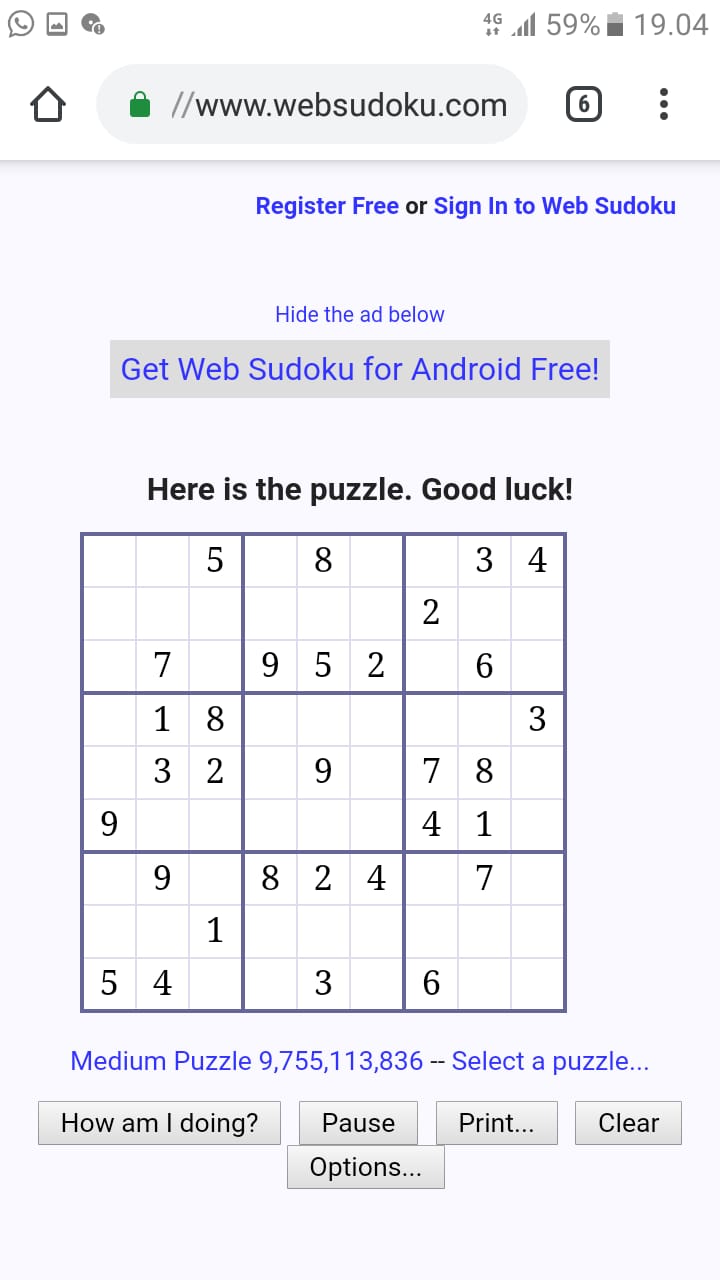 4G 59% 19.04
//www.websudoku.com 6
Register Free or Sign In to Web Sudoku
Hide the ad below
Get Web Sudoku for Android Free!
Here is the puzzle. Good luck!
5 8 3 4
2
7 9 5 2 6
1 8 3
3 2 9 7 8
9 4 1
9 8 2 4 7
1
5 4 3 6
Medium Puzzle 9,755,113,836 -- Select a puzzle...
How am I doing? Pause Print... Clear
Options...